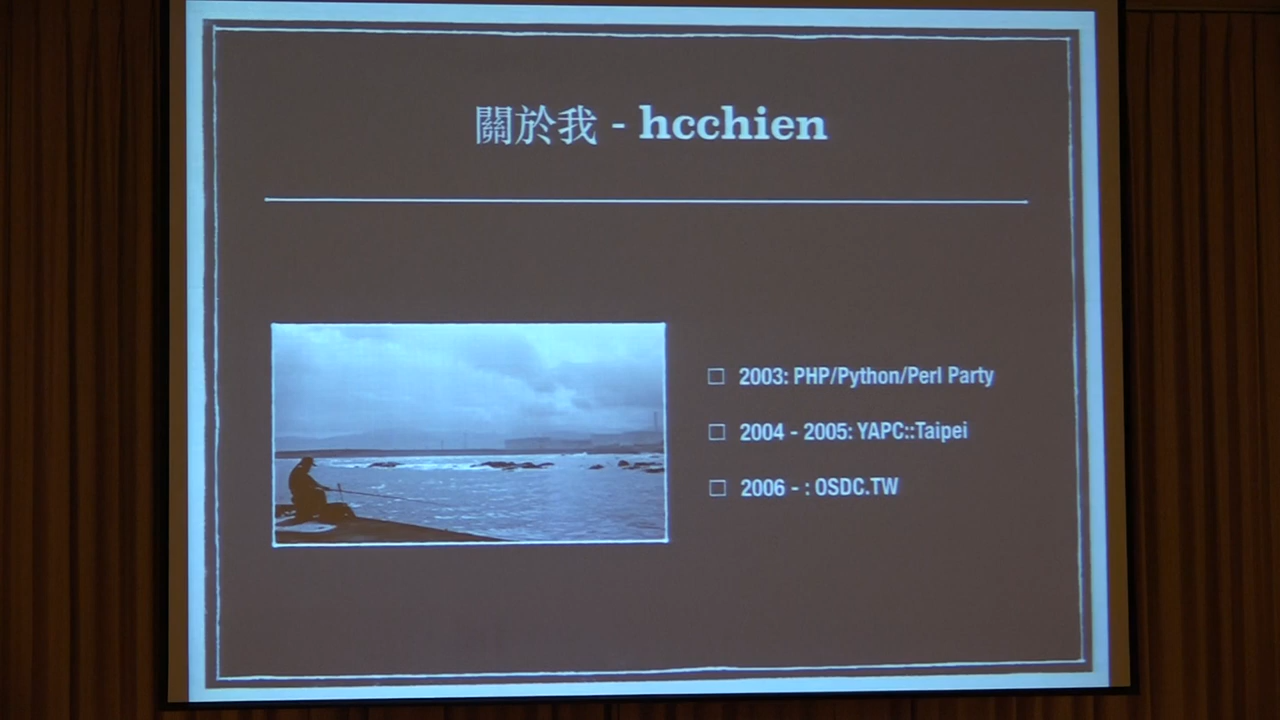 關於我 - hcchien
2003: PHP/Python/Perl Party
2004 - 2005: YAPC::Taipei
2006 - : OSDC.TW